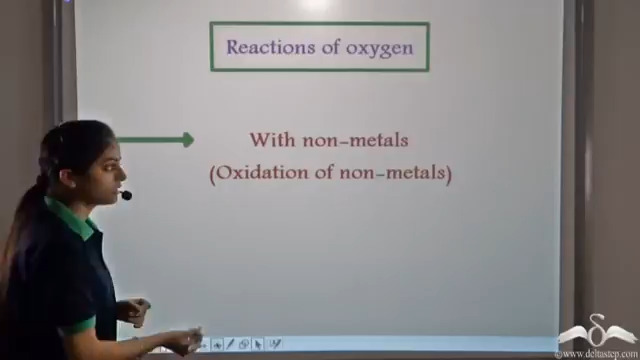 Reactions of oxygen
With non-metals
(Oxidation of non-metals)
©www.deltastep.com